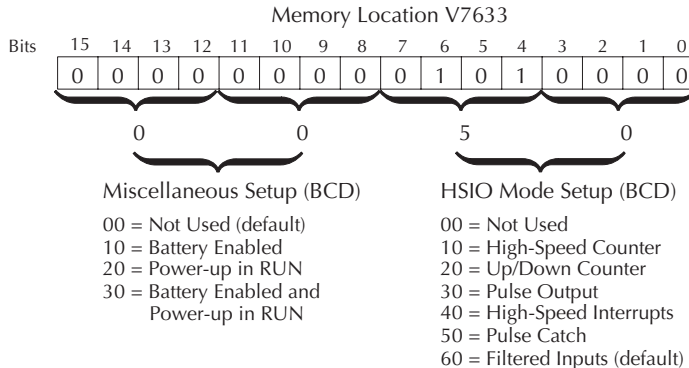 Memory Location V7633
Bits 15 14 13 12 11 10 9 8 7 6 5 4 3 2 1 0
0 0 0 0 0 0 0 0 0 1 0 1 0 0 0 0
0 0 5 0
Miscellaneous Setup (BCD)
00 = Not Used (default)
10 = Battery Enabled
20 = Power-up in RUN
30 = Battery Enabled and
Power-up in RUN
HSIO Mode Setup (BCD)
00 = Not Used
10 = High-Speed Counter
20 = Up/Down Counter
30 = Pulse Output
40 = High-Speed Interrupts
50 = Pulse Catch
60 = Filtered Inputs (default)